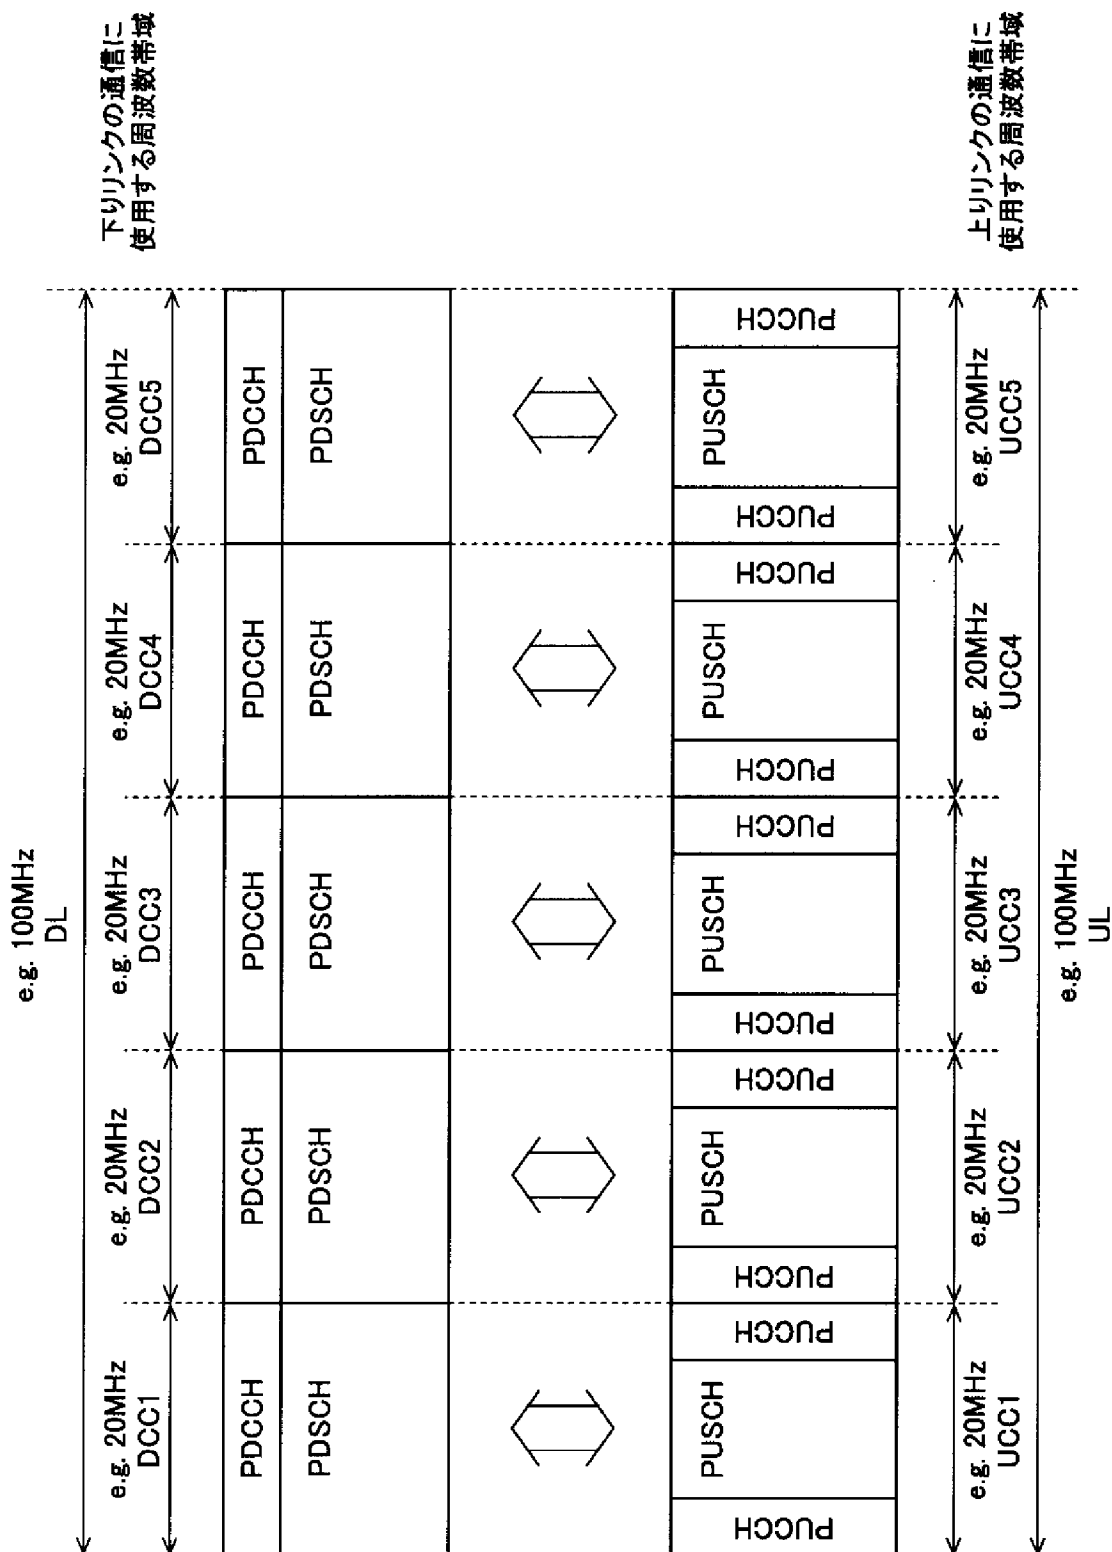 e.g. 100MHz
DL
下りリンクの通信に
使用する周波数帯域
e.g. 20MHz
DCC1
e.g. 20MHz
DCC2
e.g. 20MHz
DCC3
e.g. 20MHz
DCC4
e.g. 20MHz
DCC5
PDCCH
PDCCH
PDCCH
PDCCH
PDCCH
PDSCH
PDSCH
PDSCH
PDSCH
PDSCH
PUCCH
PUSCH
PUCCH
PUCCH
PUSCH
PUCCH
PUCCH
PUSCH
PUCCH
PUCCH
PUSCH
PUCCH
PUCCH
PUSCH
PUCCH
e.g. 20MHz
UCC1
e.g. 20MHz
UCC2
e.g. 20MHz
UCC3
e.g. 20MHz
UCC4
e.g. 20MHz
UCC5
上りリンクの通信に
使用する周波数帯域
e.g. 100MHz
UL